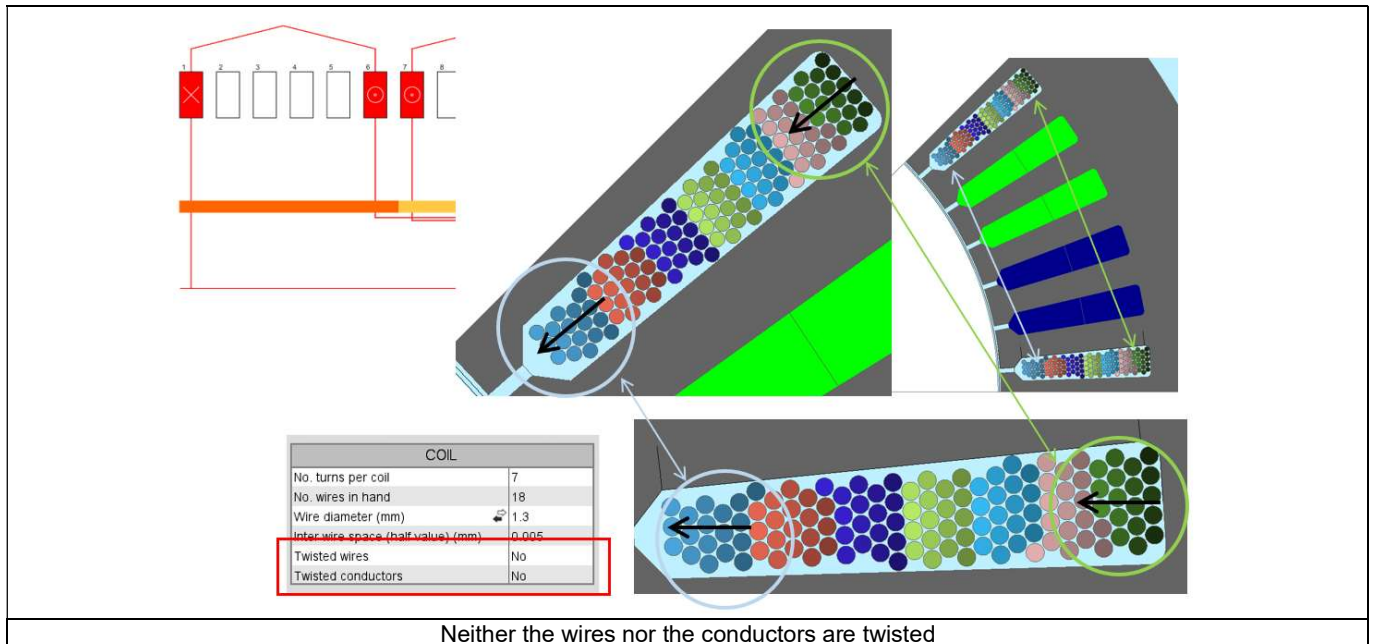 1 2 3 4 5 6 7 8
COIL
No. turns per coil 7
No. wires in hand 18
Wire diameter (mm) 1.3
Inter wire space (half value) (mm) 0.005
Twisted wires No
Twisted conductors No
Neither the wires nor the conductors are twisted